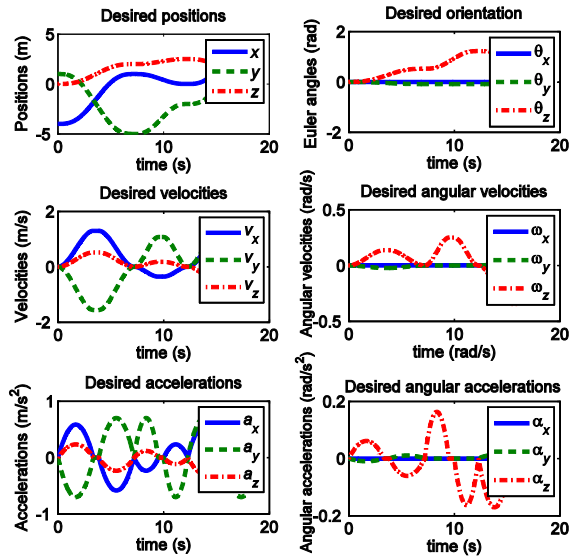 Desired positions
Positions (m)
5
0
-5
x
y
z
0
10
20
time (s)
Desired orientation
Euler angles (rad)
2
0
-2
θx
θy
θz
0
10
20
time (s)
Desired velocities
Velocities (m/s)
2
0
-2
vx
vy
vz
0
10
20
time (s)
Desired angular velocities
Angular velocities (rad/s)
0.5
0
-0.5
ωx
ωy
ωz
0
10
20
time (rad/s)
Desired accelerations
Accelerations (m/s²)
1
0
-1
ax
ay
az
0
10
20
time (s)
Desired angular accelerations
Angular accelerations (rad/s²)
0.2
0
-0.2
αx
αy
αz
0
10
20
time (s)